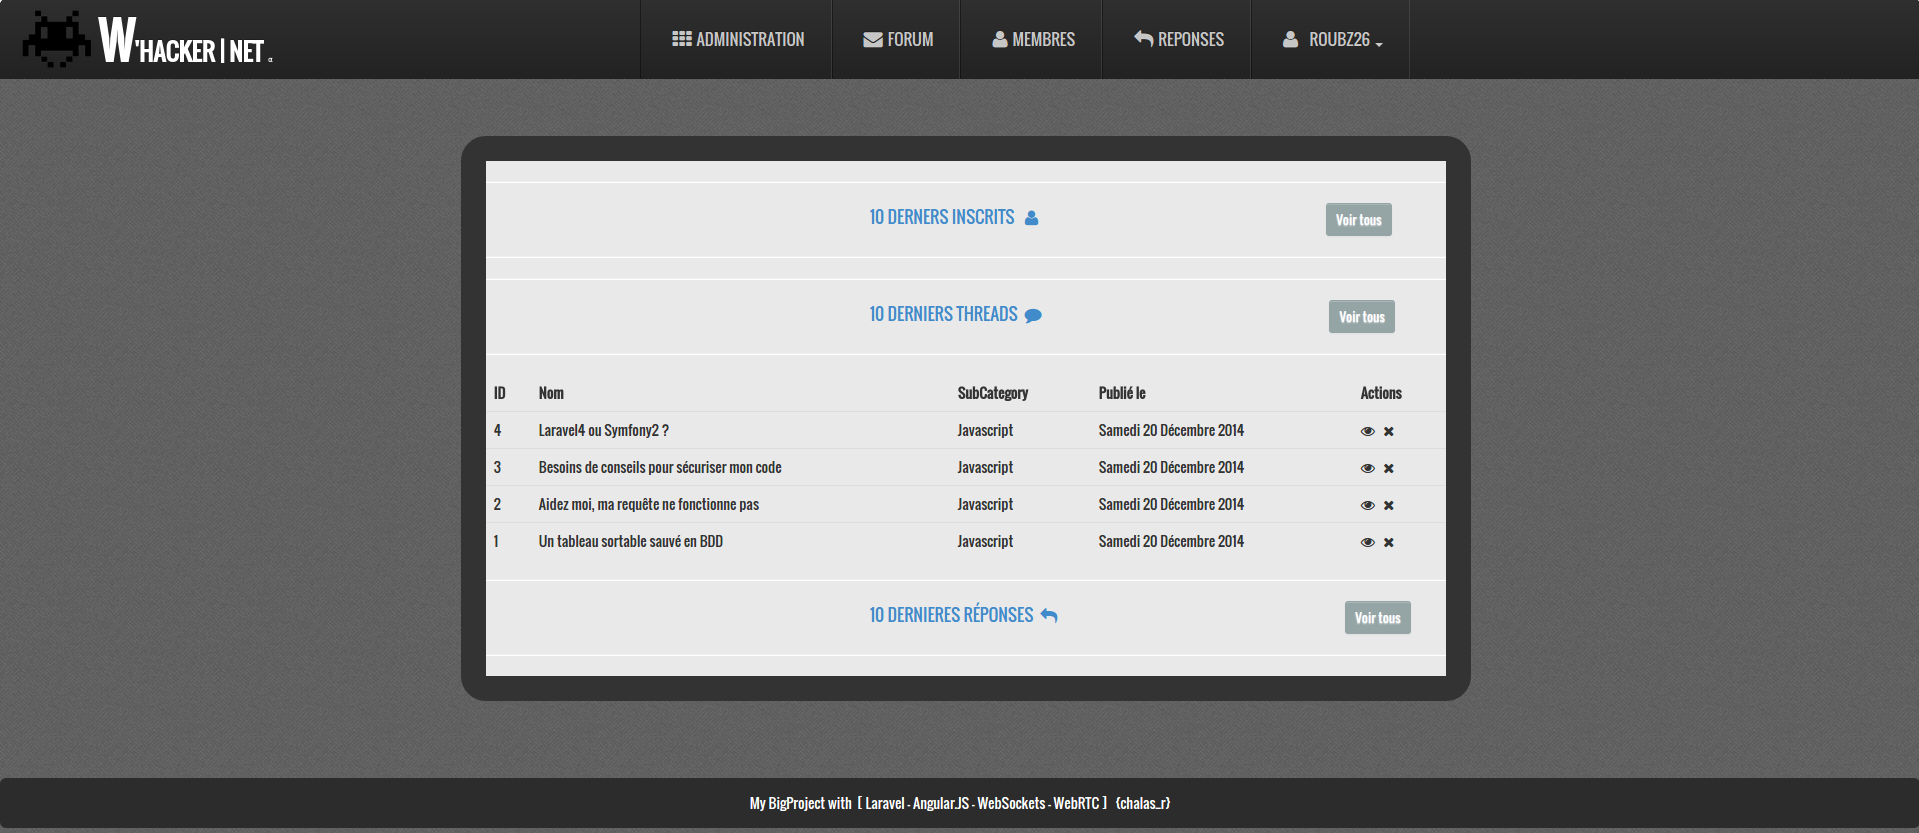 W'HACKER | NET α
ADMINISTRATION FORUM MEMBRES REPONSES ROUBZ26
10 DERNERS INSCRITS Voir tous
10 DERNIERS THREADS Voir tous
ID Nom SubCategory Publié le Actions
4 Laravel4 ou Symfony2 ? Javascript Samedi 20 Décembre 2014
3 Besoins de conseils pour sécuriser mon code Javascript Samedi 20 Décembre 2014
2 Aidez moi, ma requête ne fonctionne pas Javascript Samedi 20 Décembre 2014
1 Un tableau sortable sauvé en BDD Javascript Samedi 20 Décembre 2014
10 DERNIERES RÉPONSES Voir tous
My BigProject with [ Laravel - Angular.JS - WebSockets - WebRTC ] {chalas_r}